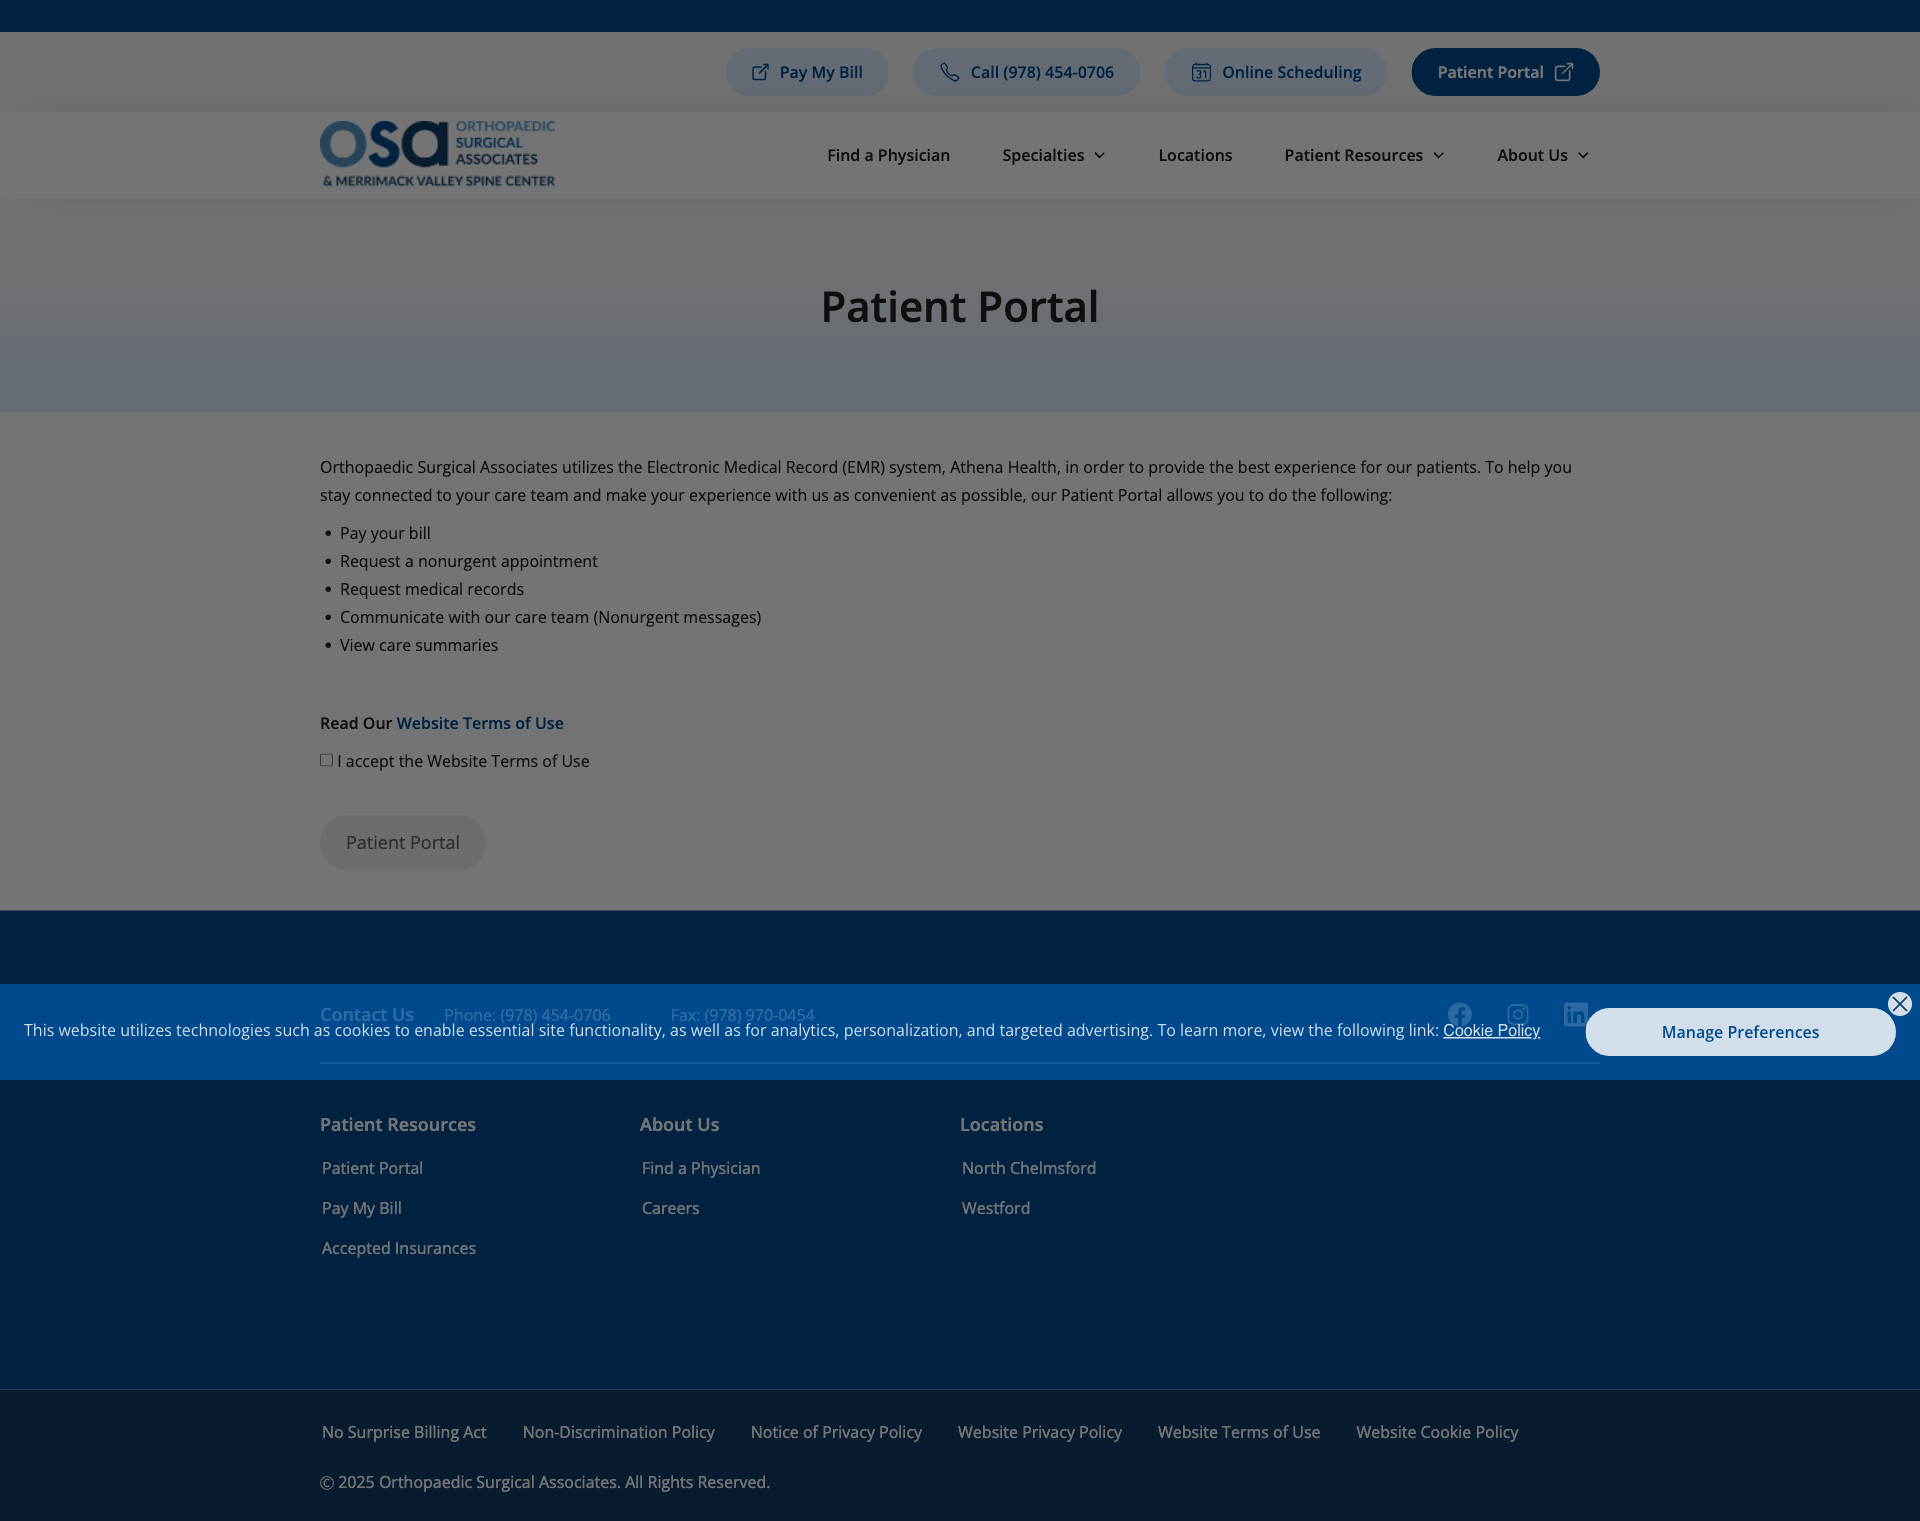 Pay My Bill
Call (978) 454-0706
31 Online Scheduling
Patient Portal
osa ORTHOPAEDIC
SURGICAL
ASSOCIATES
& MERRIMACK VALLEY SPINE CENTER
Find a Physician
Specialties
Locations
Patient Resources
About Us
Patient Portal
Orthopaedic Surgical Associates utilizes the Electronic Medical Record (EMR) system, Athena Health, in order to provide the best experience for our patients. To help you
stay connected to your care team and make your experience with us as convenient as possible, our Patient Portal allows you to do the following:
• Pay your bill
• Request a nonurgent appointment
• Request medical records
• Communicate with our care team (Nonurgent messages)
• View care summaries
Read Our Website Terms of Use
I accept the Website Terms of Use
Patient Portal
Contact Us
Phone: (978) 454-0706
Fax: (978) 970-0454
This website utilizes technologies such as cookies to enable essential site functionality, as well as for analytics, personalization, and targeted advertising. To learn more, view the following link: Cookie Policy
Manage Preferences
Patient Resources
Patient Portal
Pay My Bill
Accepted Insurances
About Us
Find a Physician
Careers
Locations
North Chelmsford
Westford
No Surprise Billing Act
Non-Discrimination Policy
Notice of Privacy Policy
Website Privacy Policy
Website Terms of Use
Website Cookie Policy
© 2025 Orthopaedic Surgical Associates. All Rights Reserved.